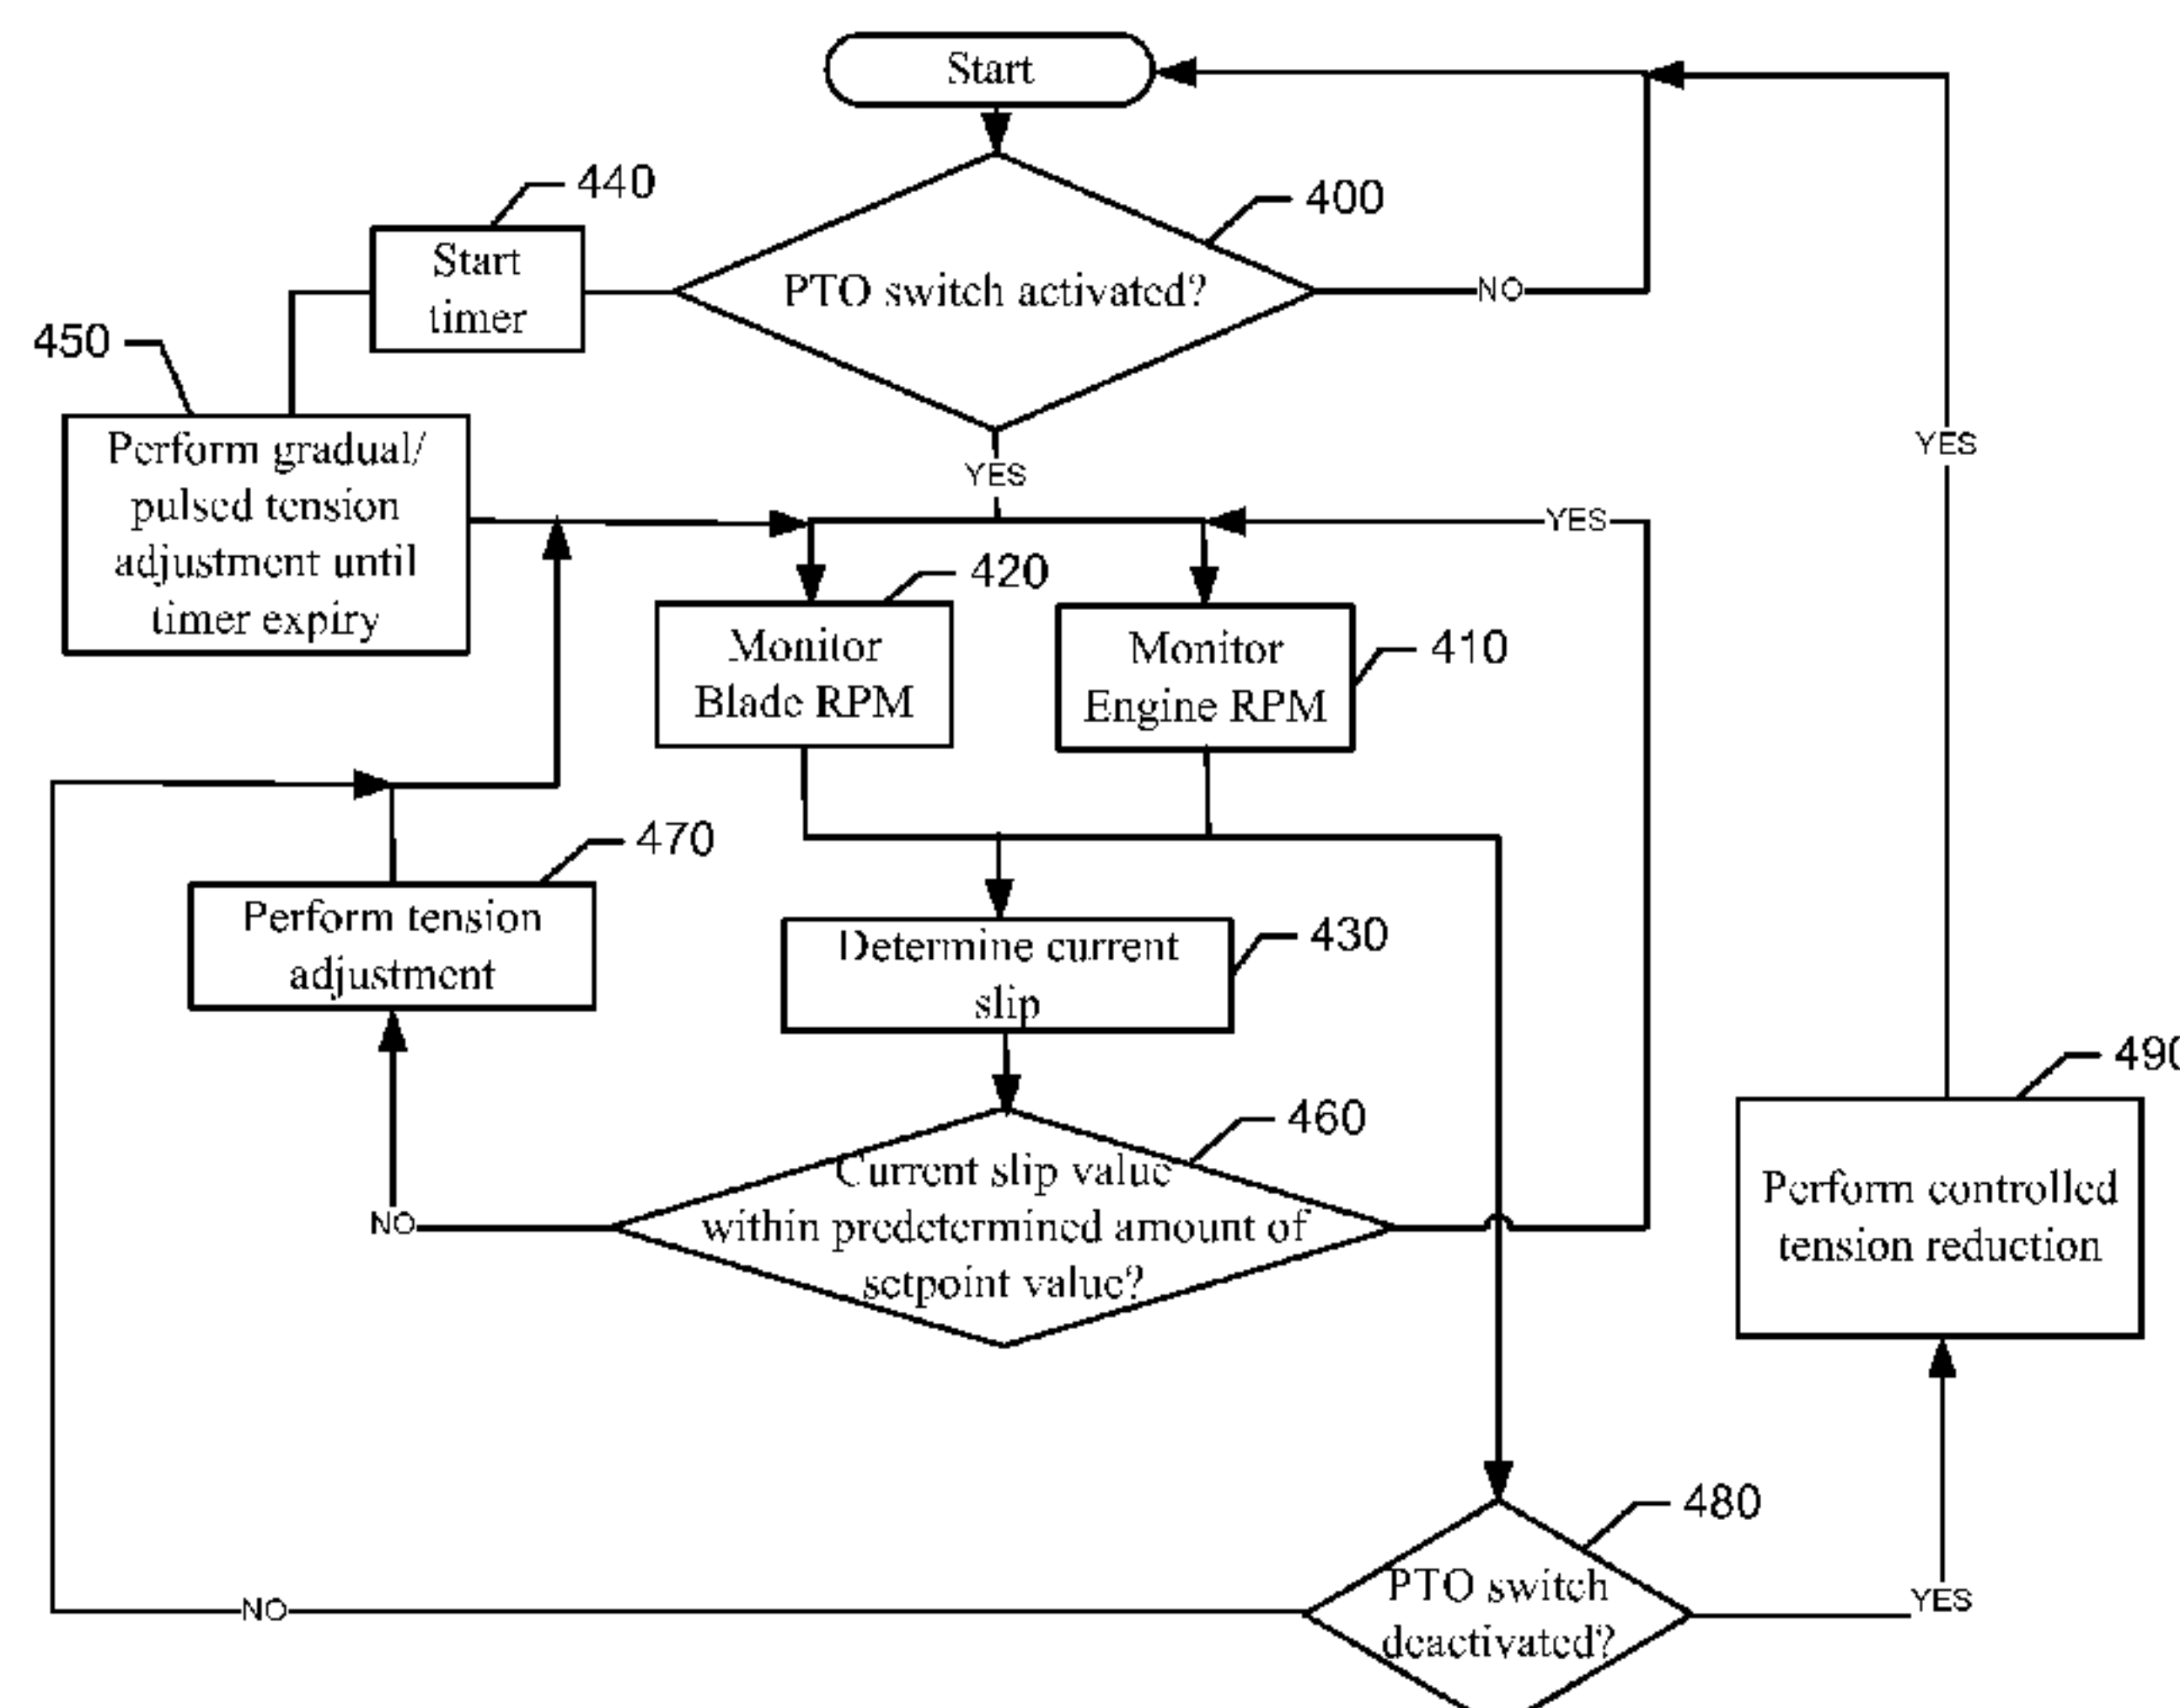 Start
440
400
Start
timer
PTO switch activated?
NO
450
Perform gradual/
pulsed tension
adjustment until
timer expiry
YES
YES
YES
420
Monitor
Blade RPM
Monitor
Engine RPM
410
470
Perform tension
adjustment
Determine current
slip
430
490
460
Current slip value
within predetermined amount of
setpoint value?
NO
Perform controlled
tension reduction
480
PTO switch
deactivated?
NO
YES